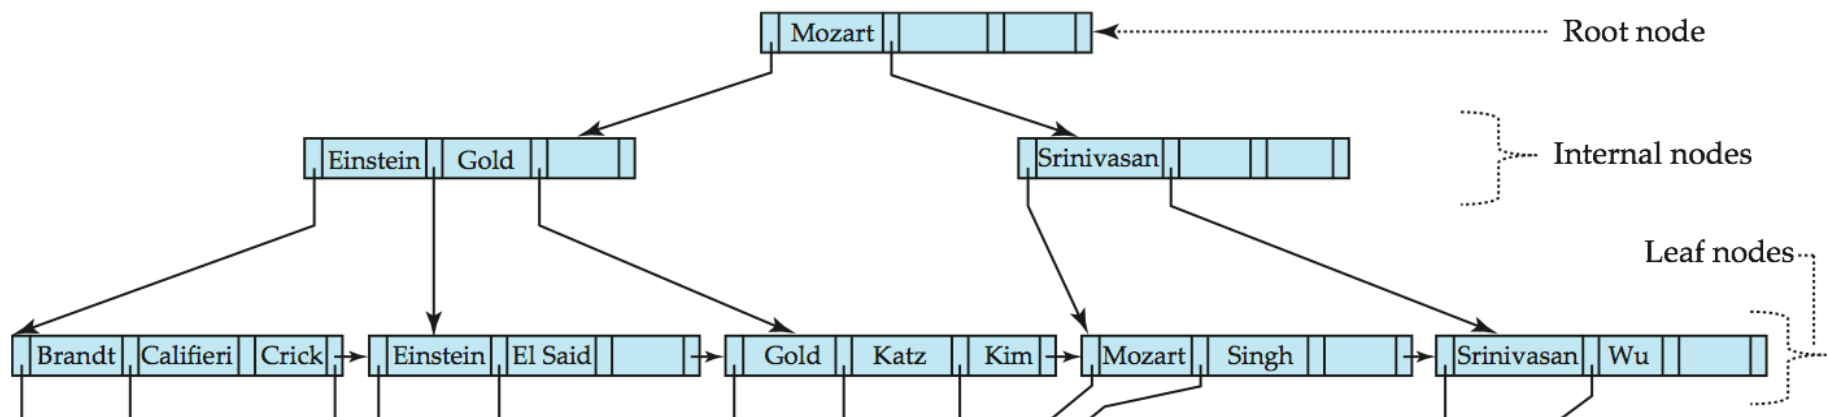 Mozart
Root node
Einstein Gold
Srinivasan
Internal nodes
Leaf nodes
Brandt Califieri Crick
Einstein El Said
Gold Katz Kim
Mozart Singh
Srinivasan Wu